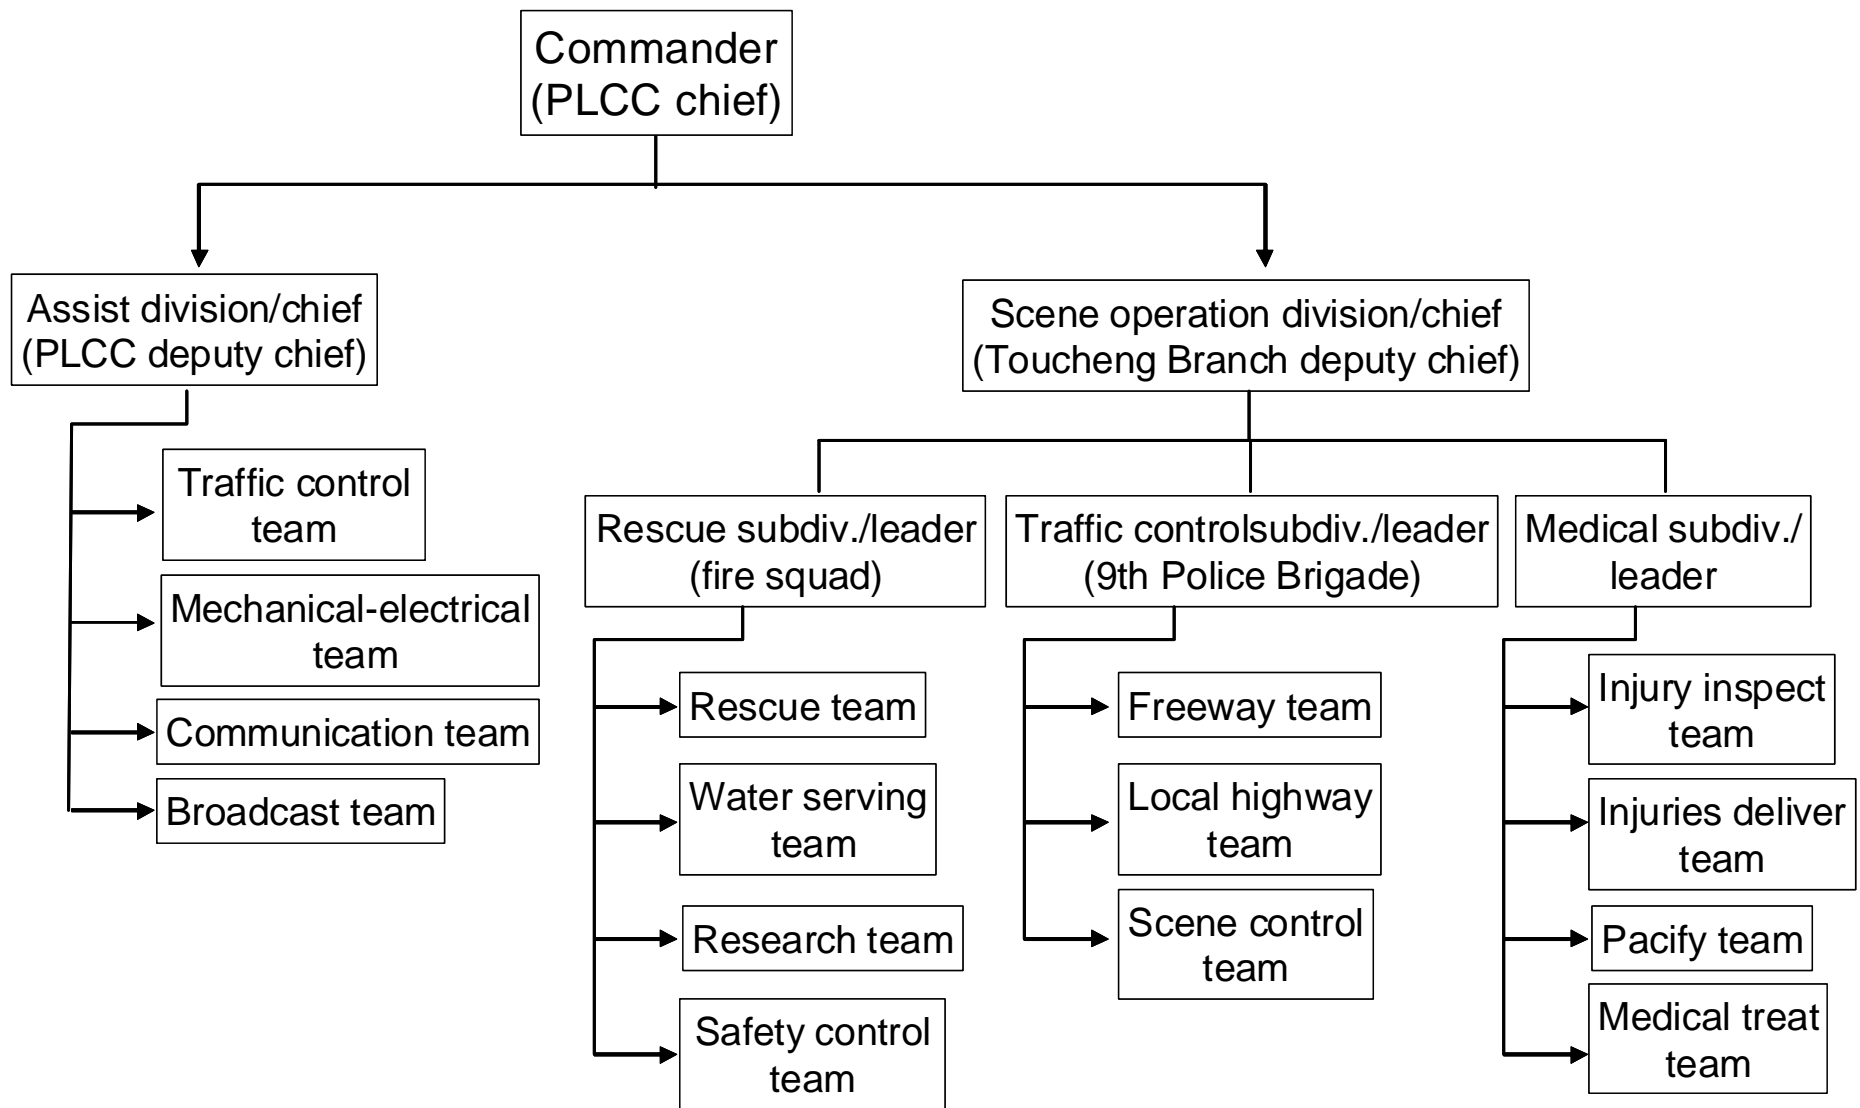 Commander
(PLCC chief)
Assist division/chief
(PLCC deputy chief)
Scene operation division/chief
(Toucheng Branch deputy chief)
Traffic control
team
Mechanical-electrical
team
Communication team
Broadcast team
Rescue subdiv./leader
(fire squad)
Traffic controlsubdiv./leader
(9th Police Brigade)
Medical subdiv./
leader
Rescue team
Water serving
team
Research team
Safety control
team
Freeway team
Local highway
team
Scene control
team
Injury inspect
team
Injuries deliver
team
Pacify team
Medical treat
team